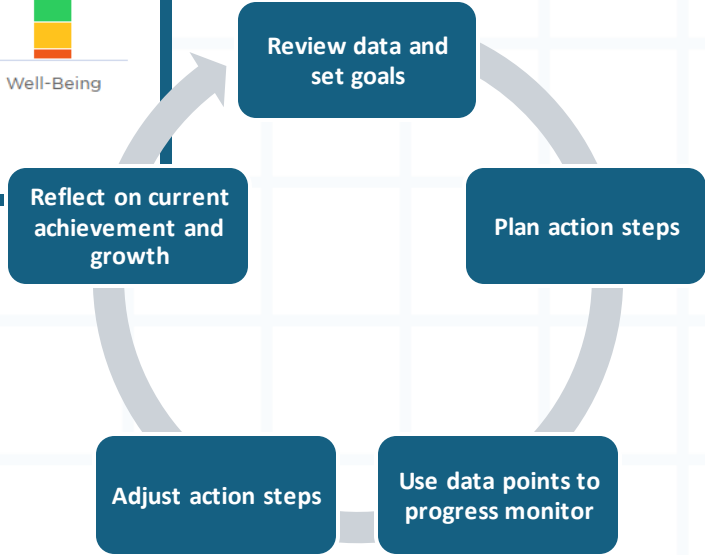 Well-Being
Review data and
set goals
Plan action steps
Use data points to
progress monitor
Adjust action steps
Reflect on current
achievement and
growth